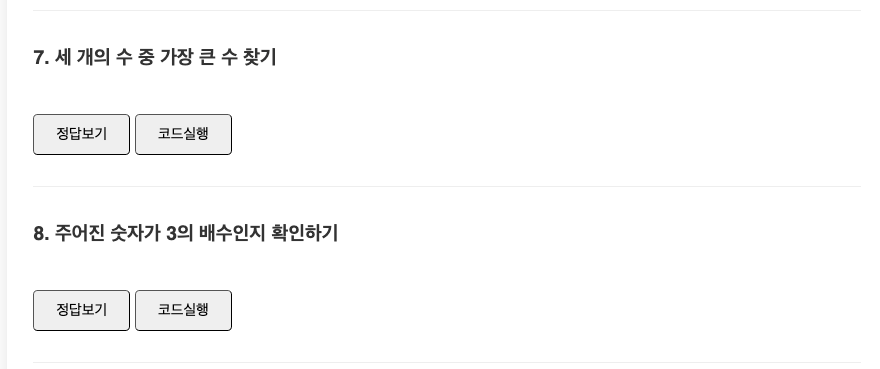 7. 세 개의 수 중 가장 큰 수 찾기
정답보기 코드실행
8. 주어진 숫자가 3의 배수인지 확인하기
정답보기 코드실행